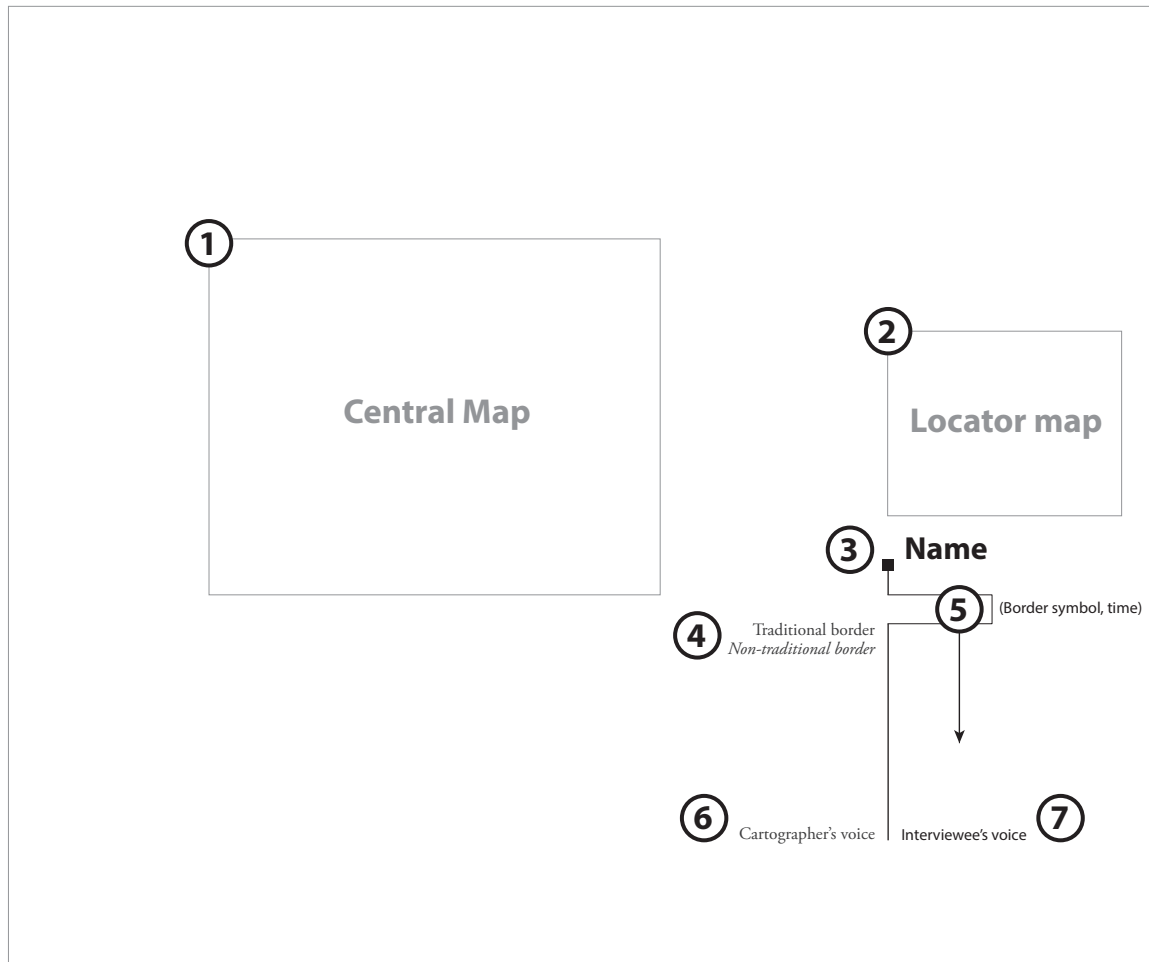 1
Central Map
2
Locator map
3 Name
5 (Border symbol, time)
4 Traditional border
Non-traditional border
6 Cartographer’s voice
Interviewee’s voice 7